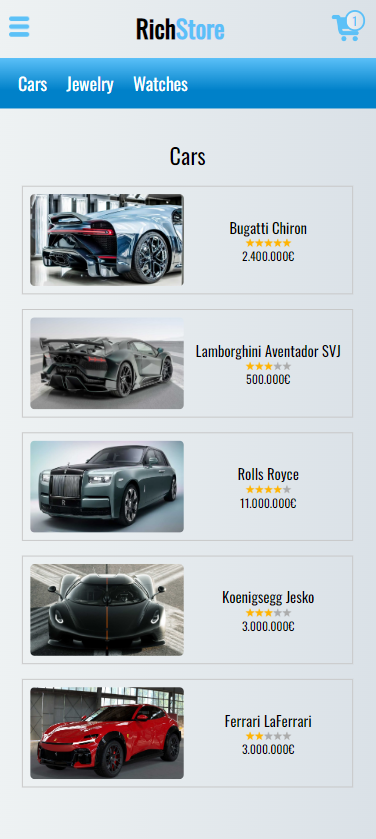 RichStore
1
Cars Jewelry Watches
Cars
Bugatti Chiron
2.400.000€
Lamborghini Aventador SVJ
500.000€
Rolls Royce
11.000.000€
Koenigsegg Jesko
3.000.000€
Ferrari LaFerrari
3.000.000€